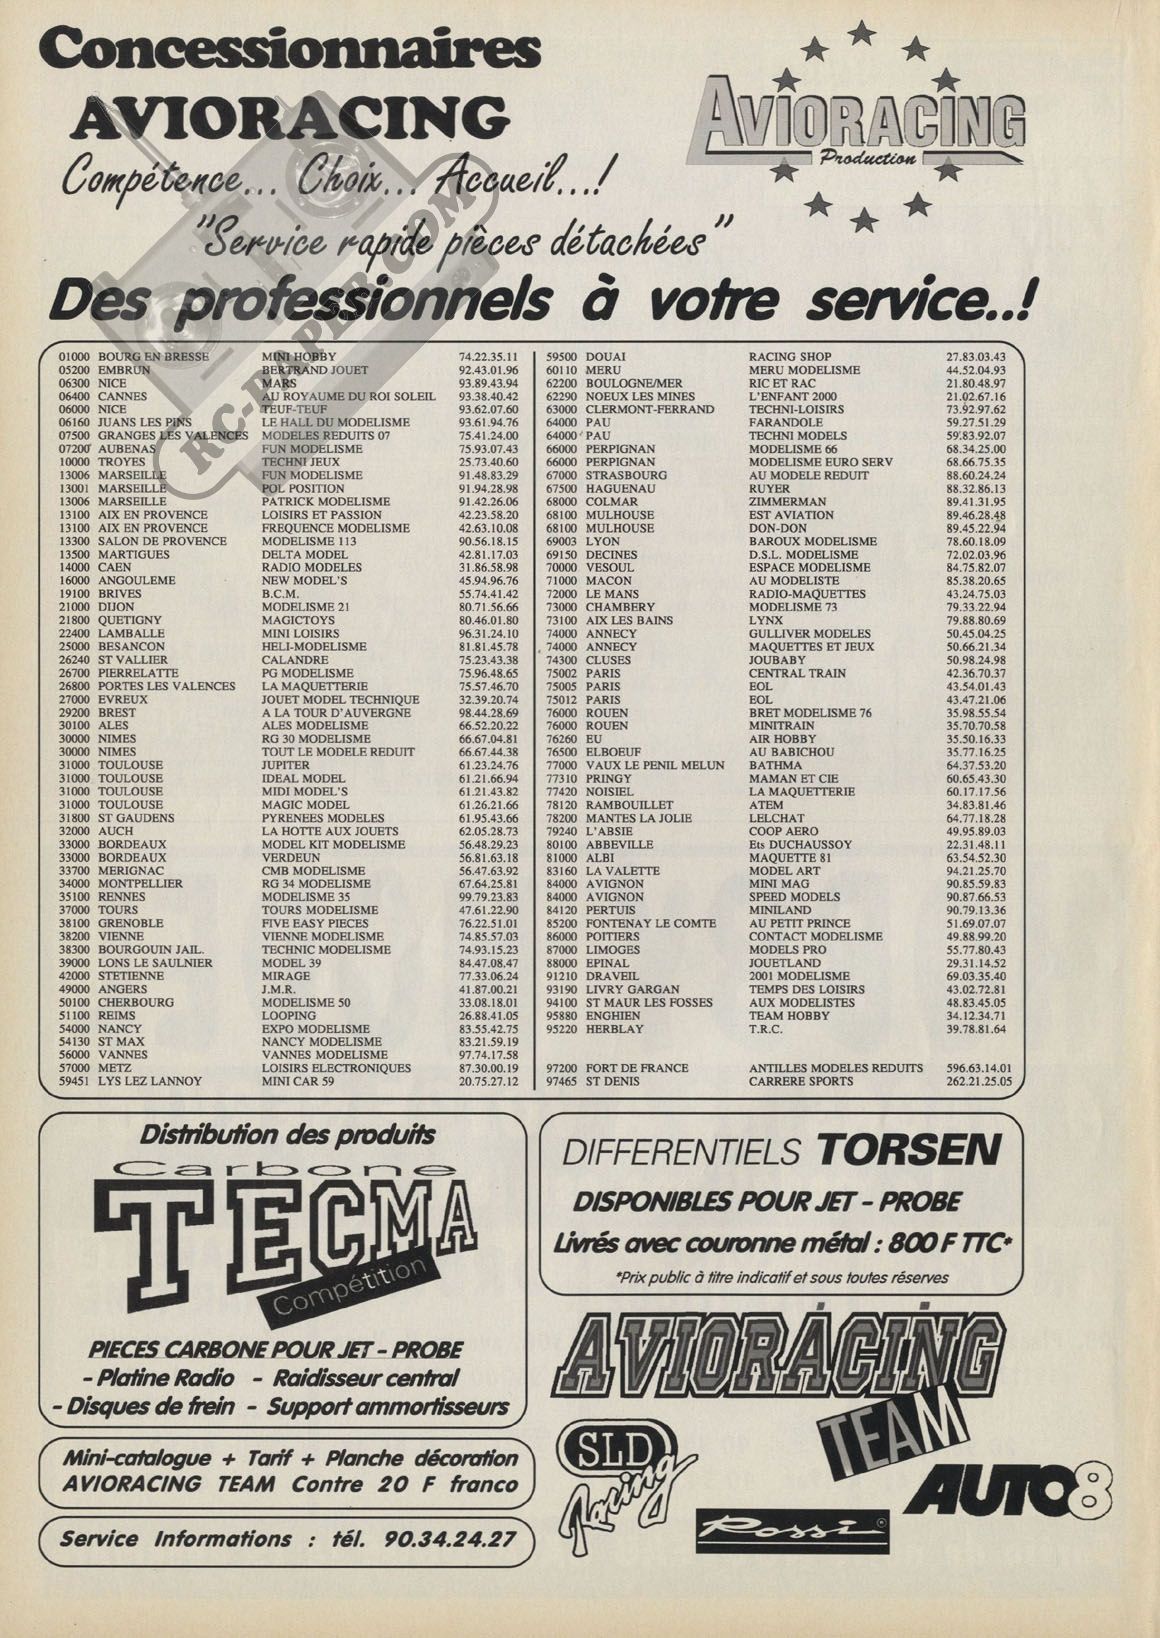 Concessionnaires
AVIORACING
AVIORACING
Production
Compétence... Choix... Accueil...!
"Service rapide pièces détachées"
RC-PAPER.COM
Des professionnels à votre service..!
01000 BOURG EN BRESSE MINI HOBBY 74.22.35.11
05200 EMBRUN BERTRAND JOUET 92.43.01.96
06300 NICE MARS 93.89.43.94
06400 CANNES AU ROYAUME DU ROI SOLEIL 93.38.40.42
06000 NICE TEUF-TEUF 93.62.07.60
06160 JUANS LES PINS LE HALL DU MODELISME 93.61.94.76
07500 GRANGES LES VALENCES MODELES REDUITS 07 75.41.24.00
07200 AUBENAS FUN MODELISME 75.93.07.43
10000 TROYES TECHNI JEUX 25.73.40.60
13006 MARSEILLE FUN MODELISME 91.48.83.29
13001 MARSEILLE POL POSITION 91.94.28.98
13006 MARSEILLE PATRICK MODELISME 91.42.26.06
13100 AIX EN PROVENCE LOISIRS ET PASSION 42.23.58.20
13100 AIX EN PROVENCE FREQUENCE MODELISME 42.63.10.08
13300 SALON DE PROVENCE MODELISME 113 90.56.18.15
13500 MARTIGUES DELTA MODEL 42.81.17.03
14000 CAEN RADIO MODELES 31.86.58.98
16000 ANGOULEME NEW MODEL'S 45.94.96.76
19100 BRIVES B.C.M. 55.74.41.42
21000 DIJON MODELISME 21 80.71.56.66
21800 QUETIGNY MAGICTOYS 80.46.01.80
22400 LAMBALLE MINI LOISIRS 96.31.24.10
25000 BESANCON HELI-MODELISME 81.81.45.78
26240 ST VALLIER CALANDRE 75.23.43.38
26700 PIERRELATTE PG MODELISME 75.96.48.65
26800 PORTES LES VALENCES LA MAQUETTERIE 75.57.46.70
27000 EVREUX JOUET MODEL TECHNIQUE 32.39.20.74
29200 BREST A LA TOUR D'AUVERGNE 98.44.28.69
30100 ALES ALES MODELISME 66.52.20.22
30000 NIMES RG 30 MODELISME 66.67.04.81
30000 NIMES TOUT LE MODELE REDUIT 66.67.44.38
31000 TOULOUSE JUPITER 61.23.24.76
31000 TOULOUSE IDEAL MODEL 61.21.66.94
31000 TOULOUSE MIDI MODEL'S 61.21.43.82
31000 TOULOUSE MAGIC MODEL 61.26.21.66
31800 ST GAUDENS PYRENEES MODELES 61.95.43.66
32000 AUCH LA HOTTE AUX JOUETS 62.05.28.73
33000 BORDEAUX MODEL KIT MODELISME 56.48.29.23
33000 BORDEAUX VERDEUN 56.81.63.18
33700 MERIGNAC CMB MODELISME 56.47.63.92
34000 MONTPELLIER RG 34 MODELISME 67.64.25.81
35100 RENNES MODELISME 35 99.79.23.83
37000 TOURS TOURS MODELISME 47.61.22.90
38100 GRENOBLE FIVE EASY PIECES 76.22.51.01
38200 VIENNE VIENNE MODELISME 74.85.57.03
38300 BOURGOUIN JAIL. TECHNIC MODELISME 74.93.15.23
39000 LONS LE SAULNIER MODEL 39 84.47.08.47
42000 STETIENNE MIRAGE 77.33.06.24
49000 ANGERS J.M.R. 41.87.00.21
50100 CHERBOURG MODELISME 50 33.08.18.01
51100 REIMS LOOPING 26.88.41.05
54000 NANCY EXPO MODELISME 83.55.42.75
54130 ST MAX NANCY MODELISME 83.21.59.19
56000 VANNES VANNES MODELISME 97.74.17.58
57000 METZ LOISIRS ELECTRONIQUES 87.30.00.19
59451 LYS LEZ LANNOY MINI CAR 59 20.75.27.12
59500 DOUAI RACING SHOP 27.83.03.43
60110 MERU MERU MODELISME 44.52.04.93
62200 BOULOGNE/MER RIC ET RAC 21.80.48.97
62290 NOEUX LES MINES L'ENFANT 2000 21.02.67.16
63000 CLERMONT-FERRAND TECHNI-LOISIRS 73.92.97.62
64000 PAU FARANDOLE 59.27.51.29
64000 PAU TECHNI MODELS 59.83.92.07
66000 PERPIGNAN MODELISME 66 68.34.25.00
66000 PERPIGNAN MODELISME EURO SERV 68.66.75.35
67000 STRASBOURG AU MODELE REDUIT 88.60.24.24
67500 HAGUENAU RUYER 88.32.86.13
68000 COLMAR ZIMMERMAN 89.41.31.95
68100 MULHOUSE EST AVIATION 89.46.28.48
68100 MULHOUSE DON-DON 89.45.22.94
69003 LYON BAROUX MODELISME 78.60.18.09
69150 DECINES D.S.L. MODELISME 72.02.03.96
70000 VESOUL ESPACE MODELISME 84.75.82.07
71000 MACON AU MODELISTE 85.38.20.65
72000 LE MANS RADIO-MAQUETTES 43.24.75.03
73000 CHAMBERY MODELISME 73 79.33.22.94
73100 AIX LES BAINS LYNX 79.88.80.69
74000 ANNECY GULLIVER MODELES 50.45.04.25
74000 ANNECY MAQUETTES ET JEUX 50.66.21.34
74300 CLUSES JOUBABY 50.98.24.98
75002 PARIS CENTRAL TRAIN 42.36.70.37
75005 PARIS EOL 43.54.01.43
75012 PARIS EOL 43.47.21.06
76000 ROUEN BRET MODELISME 76 35.98.55.54
76000 ROUEN MINITRAIN 35.70.70.58
76260 EU AIR HOBBY 35.50.16.33
76500 ELBOEUF AU BABICHOU 35.77.16.25
77000 VAUX LE PENIL MELUN BATHMA 64.37.53.20
77310 PRINGY MAMAN ET CIE 60.65.43.30
77420 NOISIEL LA MAQUETTERIE 60.17.17.56
78120 RAMBOUILLET ATEM 34.83.81.46
78200 MANTES LA JOLIE LELCHAT 64.77.18.28
79240 L'ABSIE COOP AERO 49.95.89.03
80100 ABBEVILLE Ets DUCHAUSSOY 22.31.48.11
81000 ALBI MAQUETTE 81 63.54.52.30
83160 LA VALETTE MODEL ART 94.21.25.70
84000 AVIGNON MINI MAG 90.85.59.83
84000 AVIGNON SPEED MODELS 90.87.66.53
84120 PERTUIS MINILAND 90.79.13.36
85200 FONTENAY LE COMTE AU PETIT PRINCE 51.69.07.07
86000 POITIERS CONTACT MODELISME 49.88.99.20
87000 LIMOGES MODELS PRO 55.77.80.43
88000 EPINAL JOUETLAND 29.31.14.52
91210 DRAVEIL 2001 MODELISME 69.03.35.40
93190 LIVRY GARGAN TEMPS DES LOISIRS 43.02.72.81
94100 ST MAUR LES FOSSES AUX MODELISTES 48.83.45.05
95880 ENGHIEN TEAM HOBBY 34.12.34.71
95220 HERBLAY T.R.C. 39.78.81.64
97200 FORT DE FRANCE ANTILLES MODELES REDUITS 596.63.14.01
97465 ST DENIS CARRERE SPORTS 262.21.25.05
Distribution des produits
Carbone
TECMA
Compétition
PIECES CARBONE POUR JET - PROBE
- Platine Radio - Raidisseur central
- Disques de frein - Support ammortisseurs
Mini-catalogue + Tarif + Planche décoration
AVIORACING TEAM Contre 20 F franco
Service Informations : tél. 90.34.24.27
DIFFERENTIELS TORSEN
DISPONIBLES POUR JET - PROBE
Livrés avec couronne métal : 800 F TTC*
*Prix public à titre indicatif et sous toutes réserves
AVIORACING
TEAM
SLD
Racing
AUTO8
Rossi ®